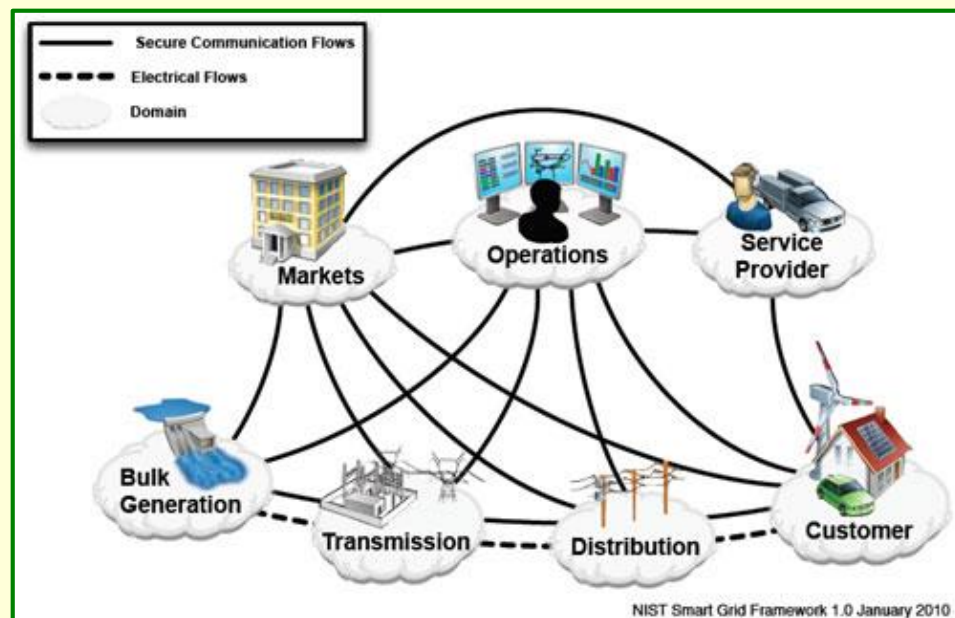 Secure Communication Flows
Electrical Flows
Domain
Markets
Operations
Service
Provider
Bulk
Generation
Transmission
Distribution
Customer
NIST Smart Grid Framework 1.0 January 2010